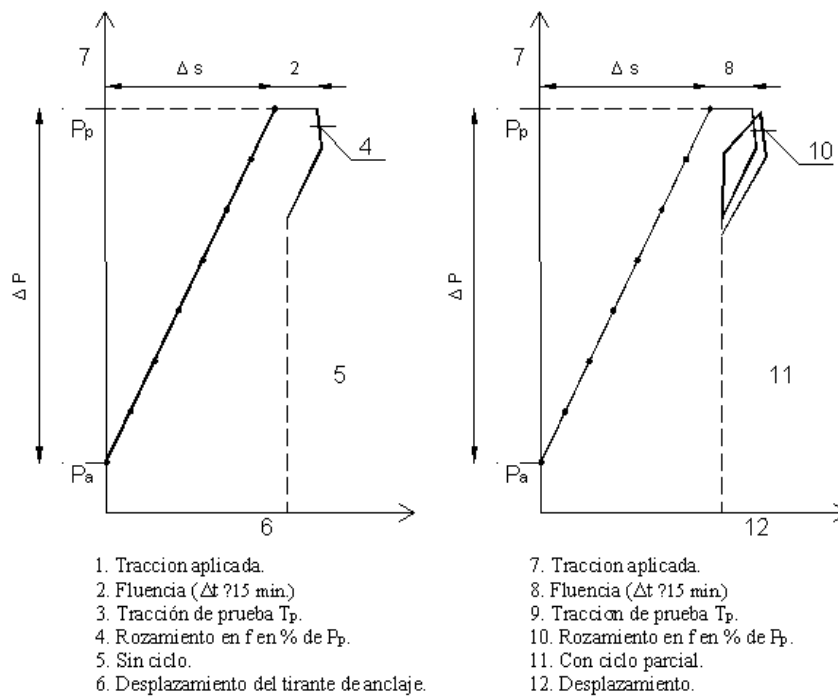 7
Δ s
2
Pp
4
Δ P
5
Pa
6
7
Δ s
8
Pp
10
Δ P
11
Pa
12
1. Traccion aplicada.
2. Fluencia (Δt ?15 min.)
3. Tracción de prueba Tp.
4. Rozamiento en f en % de Pp.
5. Sin ciclo.
6. Desplazamiento del tirante de anclaje.
7. Traccion aplicada.
8. Fluencia (Δt ?15 min.)
9. Traccion de prueba Tp.
10. Rozamiento en f en % de Pp.
11. Con ciclo parcial.
12. Desplazamiento.